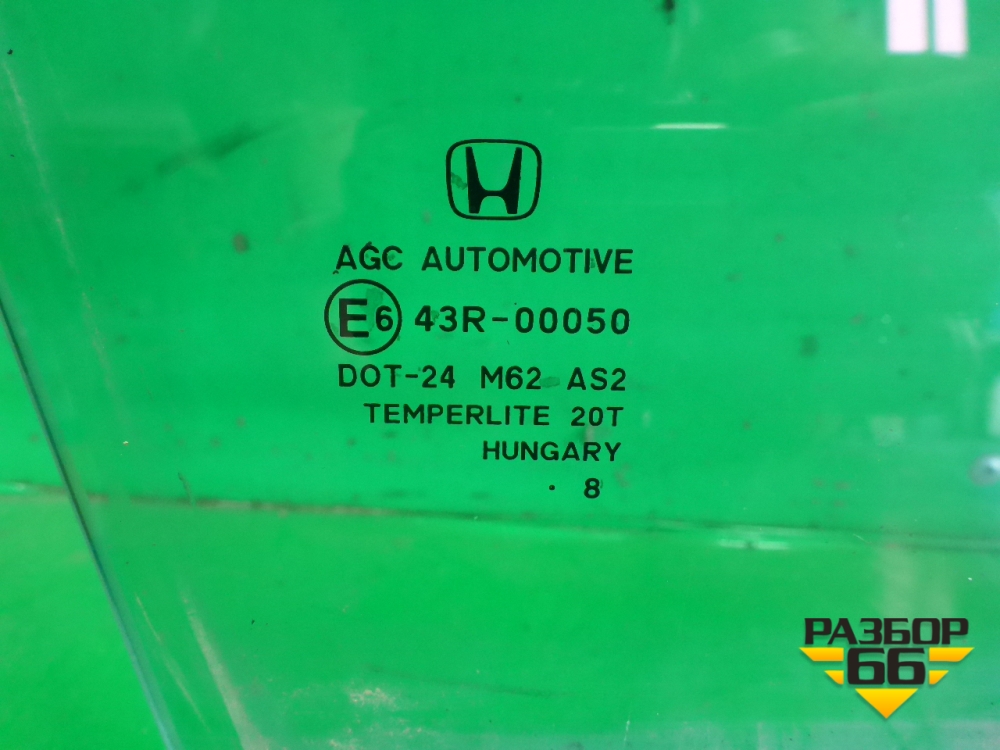 AGC AUTOMOTIVE
E6 43R-00050
DOT-24 M62 AS2
TEMPERLITE 20T
HUNGARY
· 8
РАЗБОР
66